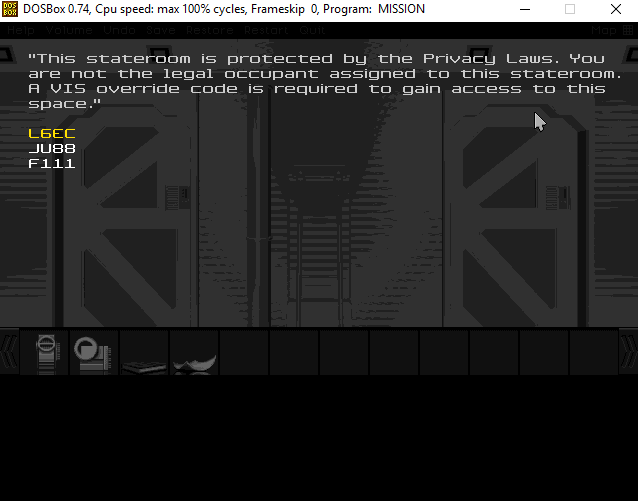 DOS
BOX
DOSBox 0.74, Cpu speed: max 100% cycles, Frameskip 0, Program: MISSION
Help Volume Undo Save Restore Restart Quit Map
"This stateroom is protected by the Privacy Laws. You
are not the legal occupant assigned to this stateroom.
A VIS override code is required to gain access to this
space."
L6EC
JU88
F111